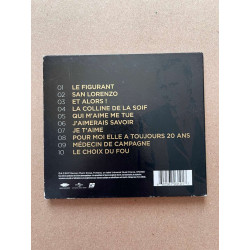 01 LE FIGURANT
02 SAN LORENZO
03 ET ALORS !
04 LA COLLINE DE LA SOIF
05 QUI M'AIME ME TUE
06 J'AIMERAIS SAVOIR
07 JE T'AIME
08 POUR MOI ELLE A TOUJOURS 20 ANS
09 MÉDECIN DE CAMPAGNE
10 LE CHOIX DU FOU